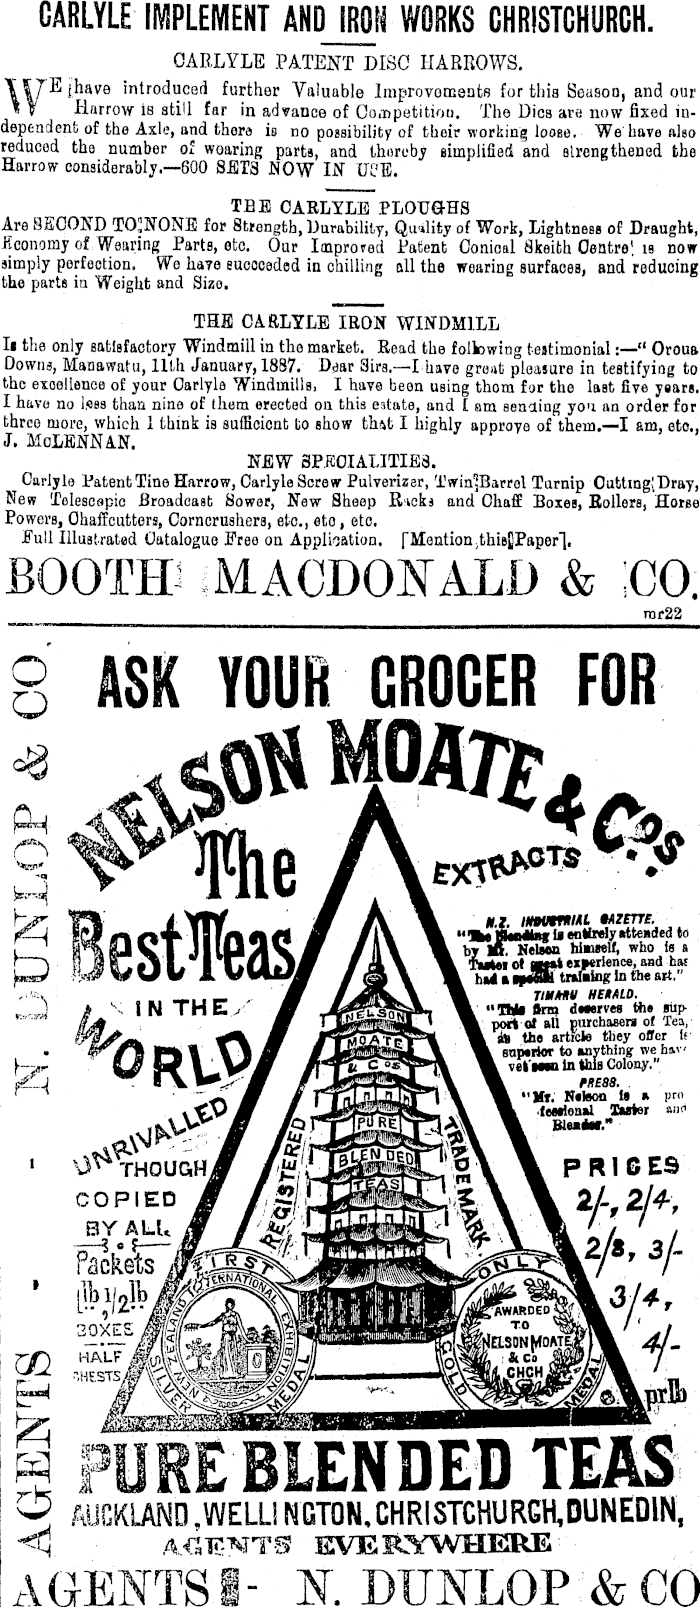 CARLYLE IMPLEMENT AND IRON WORKS CHRISTCHURCH.
CARLYLE PATENT DISC HARROWS.
WE have introduced further Valuable Improvements for this Season, and our
Harrow is still far in advance of Competition. The Dics are now fixed in-
dependent of the Axle, and there is no possibility of their working loose. We have also
reduced the number of wearing parts, and thereby simplified and strengthened the
Harrow considerably.—600 SETS NOW IN USE.
THE CARLYLE PLOUGHS
Are SECOND TO NONE for Strength, Durability, Quality of Work, Lightness of Draught,
Economy of Wearing Parts, etc. Our Improved Patent Conical Skeith Centre is now
simply perfection. We have succeeded in chilling all the wearing surfaces, and reducing
the parts in Weight and Size.
THE CARLYLE IRON WINDMILL
Is the only satisfactory Windmill in the market. Read the following testimonial :—" Oroua
Downs, Manawatu, 11th January, 1887. Dear Sirs.—I have great pleasure in testifying to
the excellence of your Carlyle Windmills, I have been using them for the last five years.
I have no less than nine of them erected on this estate, and I am sending you an order for
three more, which I think is sufficient to show that I highly approve of them.—I am, etc.,
J. McLENNAN.
NEW SPECIALITIES.
Carlyle Patent Tine Harrow, Carlyle Screw Pulverizer, Twin Barrel Turnip Cutting Dray,
New Telescopic Broadcast Sower, New Sheep Racks and Chaff Boxes, Rollers, Horse
Powers, Chaffcutters, Corncrushers, etc., etc, etc.
Full Illustrated Catalogue Free on Application. [Mention this Paper].
BOOTH MACDONALD & CO.
mr22
N. DUNLOP & CO
AGENTS
ASK YOUR GROCER FOR
NELSON MOATE & Co's
The
Best Teas
IN THE
WORLD
UNRIVALLED
THOUGH
COPIED
BY ALL
Packets
1lb 1/2lb
BOXES
HALF
CHESTS
EXTRACTS
N.Z. INDUSTRIAL GAZETTE.
"The Blending is entirely attended to
by Mr. Nelson himself, who is a
Taster of great experience, and has
had a special training in the art."
TIMARU HERALD.
"This firm deserves the sup-
port of all purchasers of Tea,
as the article they offer is
superior to anything we have
yet seen in this Colony."
PRESS.
"Mr. Nelson is a pro
fessional Taster and
Blender."
PRICES
2/-, 2/4,
2/8, 3/-
3/4,
4/-
pr lb
NELSON
MOATE
& Cos
PURE
BLENDED
TEAS
REGISTERED
TRADE MARK
FIRST
SILVER MEDAL
NEW ZEALAND INTERNATIONAL EXHIBITION
ONLY
GOLD MEDAL
AWARDED
TO
NELSON MOATE
& Co
CHCH
PURE BLENDED TEAS
AUCKLAND, WELLINGTON, CHRISTCHURCH, DUNEDIN,
AGENTS EVERYWHERE
AGENTS - N. DUNLOP & CO